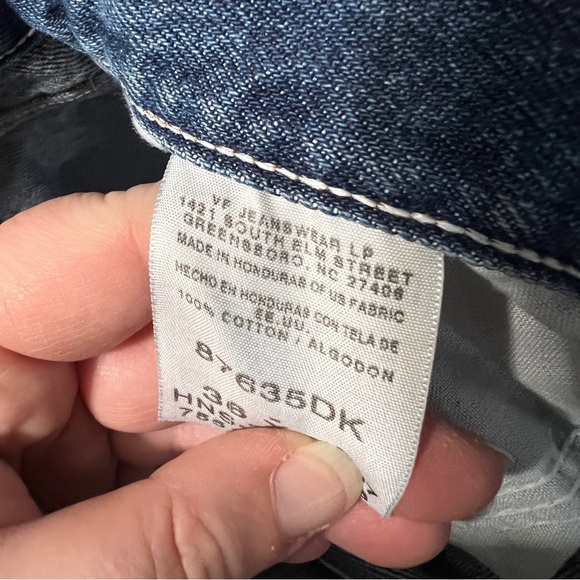 VF JEANSWEAR LP
1421 SOUTH ELM STREET
GREENSBORO. NC 27406
MADE IN HONDURAS OF US FABRIC
HECHO EN HONDURAS CON TELA DE
EE.UU.
100% COTTON / ALGODON
87635DK
36